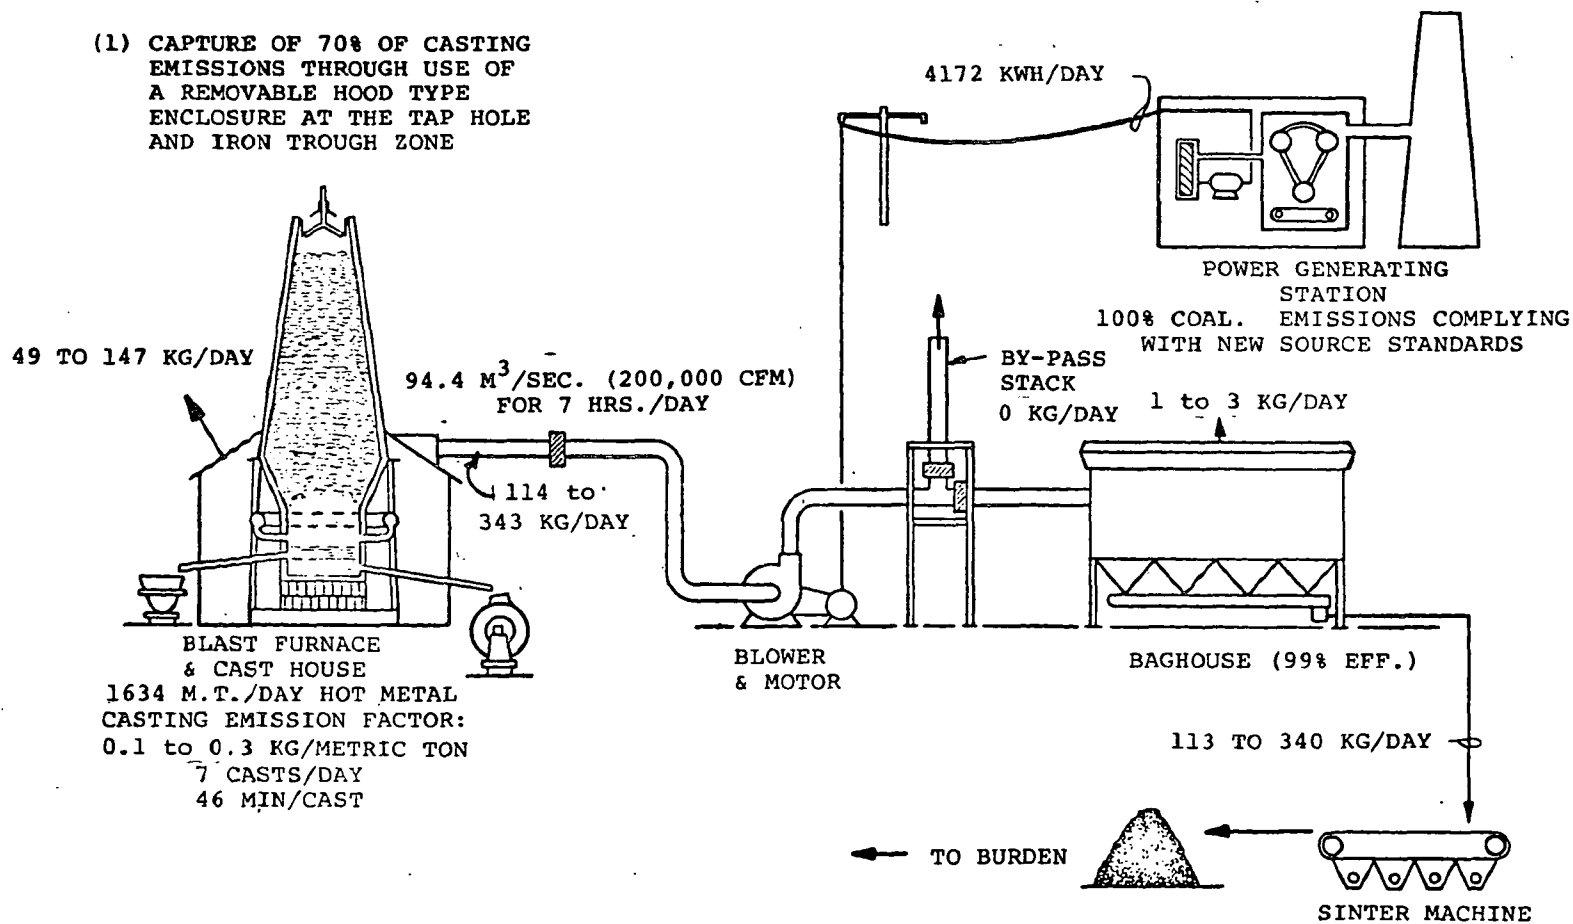 (1) CAPTURE OF 70% OF CASTING
EMISSIONS THROUGH USE OF
A REMOVABLE HOOD TYPE
ENCLOSURE AT THE TAP HOLE
AND IRON TROUGH ZONE
4172 KWH/DAY
POWER GENERATING
STATION
100% COAL. EMISSIONS COMPLYING
WITH NEW SOURCE STANDARDS
49 TO 147 KG/DAY
94.4 M³/SEC. (200,000 CFM)
FOR 7 HRS./DAY
BY-PASS
STACK
0 KG/DAY
1 to 3 KG/DAY
114 to
343 KG/DAY
BLAST FURNACE
& CAST HOUSE
1634 M.T./DAY HOT METAL
CASTING EMISSION FACTOR:
0.1 to 0.3 KG/METRIC TON
7 CASTS/DAY
46 MIN/CAST
BLOWER
& MOTOR
BAGHOUSE (99% EFF.)
113 TO 340 KG/DAY
TO BURDEN
SINTER MACHINE